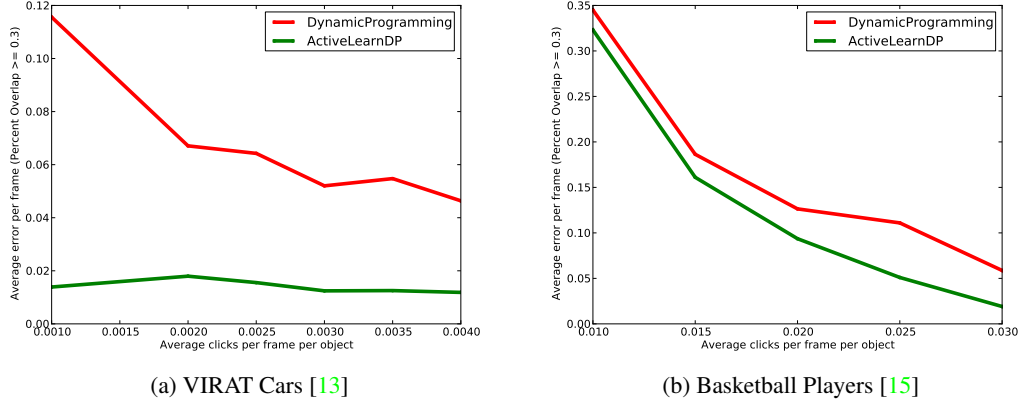 0.12
0.10
0.08
0.06
0.04
0.02
0.00
Average error per frame (Percent Overlap >= 0.3)
DynamicProgramming
ActiveLearnDP
0.0010 0.0015 0.0020 0.0025 0.0030 0.0035 0.0040
Average clicks per frame per object
(a) VIRAT Cars [13]
0.35
0.30
0.25
0.20
0.15
0.10
0.05
0.00
Average error per frame (Percent Overlap >= 0.3)
DynamicProgramming
ActiveLearnDP
0.010 0.015 0.020 0.025 0.030
Average clicks per frame per object
(b) Basketball Players [15]